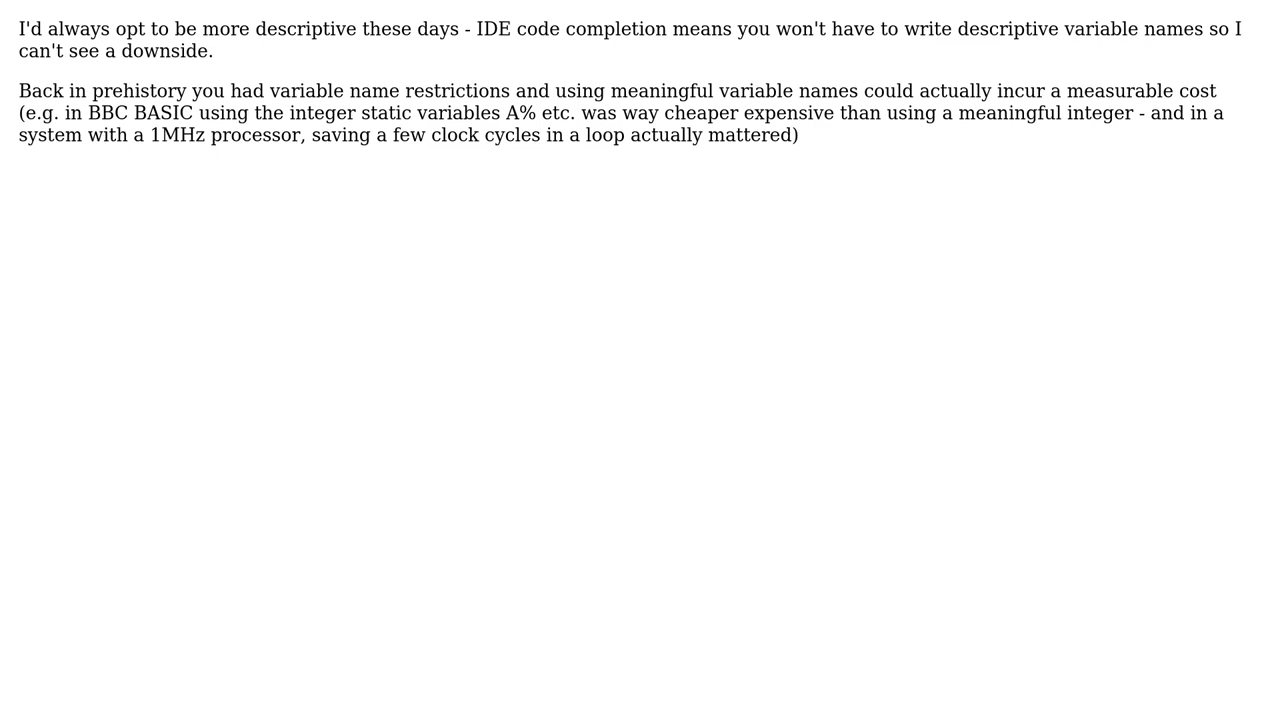 I'd always opt to be more descriptive these days - IDE code completion means you won't have to write descriptive variable names so I
can't see a downside.
Back in prehistory you had variable name restrictions and using meaningful variable names could actually incur a measurable cost
(e.g. in BBC BASIC using the integer static variables A% etc. was way cheaper expensive than using a meaningful integer - and in a
system with a 1MHz processor, saving a few clock cycles in a loop actually mattered)